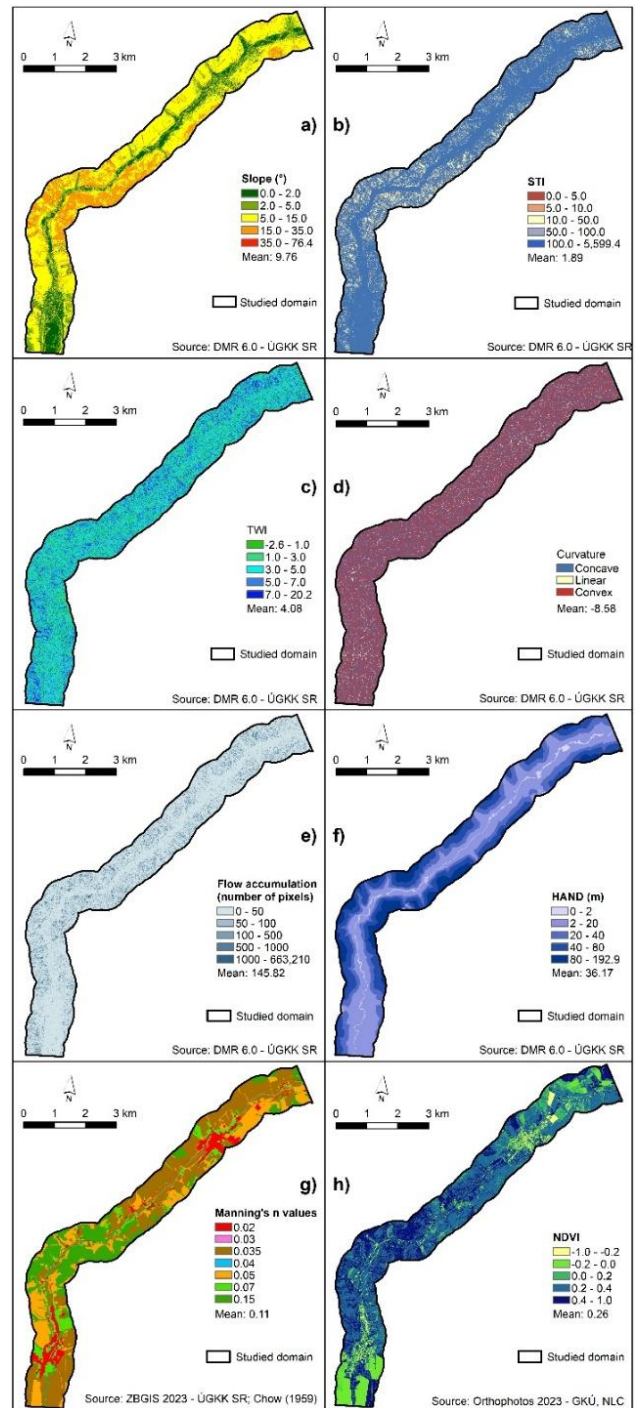 N
0 1 2 3 km
a)
Slope (°)
0.0 - 2.0
2.0 - 5.0
5.0 - 15.0
15.0 - 35.0
35.0 - 76.4
Mean: 9.76
Studied domain
Source: DMR 6.0 - ÚGKK SR
N
0 1 2 3 km
b)
STI
0.0 - 5.0
5.0 - 10.0
10.0 - 50.0
50.0 - 100.0
100.0 - 5,599.4
Mean: 1.89
Studied domain
Source: DMR 6.0 - ÚGKK SR
N
0 1 2 3 km
c)
TWI
-2.6 - 1.0
1.0 - 3.0
3.0 - 5.0
5.0 - 7.0
7.0 - 20.2
Mean: 4.08
Studied domain
Source: DMR 6.0 - ÚGKK SR
N
0 1 2 3 km
d)
Curvature
Concave
Linear
Convex
Mean: -8.58
Studied domain
Source: DMR 6.0 - ÚGKK SR
N
0 1 2 3 km
e)
Flow accumulation
(number of pixels)
0 - 50
50 - 100
100 - 500
500 - 1000
1000 - 663,210
Mean: 145.82
Studied domain
Source: DMR 6.0 - ÚGKK SR
N
0 1 2 3 km
f)
HAND (m)
0 - 2
2 - 20
20 - 40
40 - 80
80 - 192.9
Mean: 36.17
Studied domain
Source: DMR 6.0 - ÚGKK SR
N
0 1 2 3 km
g)
Manning's n values
0.02
0.03
0.035
0.04
0.05
0.07
0.15
Mean: 0.11
Studied domain
Source: ZBGIS 2023 - ÚGKK SR; Chow (1959)
N
0 1 2 3 km
h)
NDVI
-1.0 - -0.2
-0.2 - 0.0
0.0 - 0.2
0.2 - 0.4
0.4 - 1.0
Mean: 0.26
Studied domain
Source: Orthophotos 2023 - GKÚ, NLC